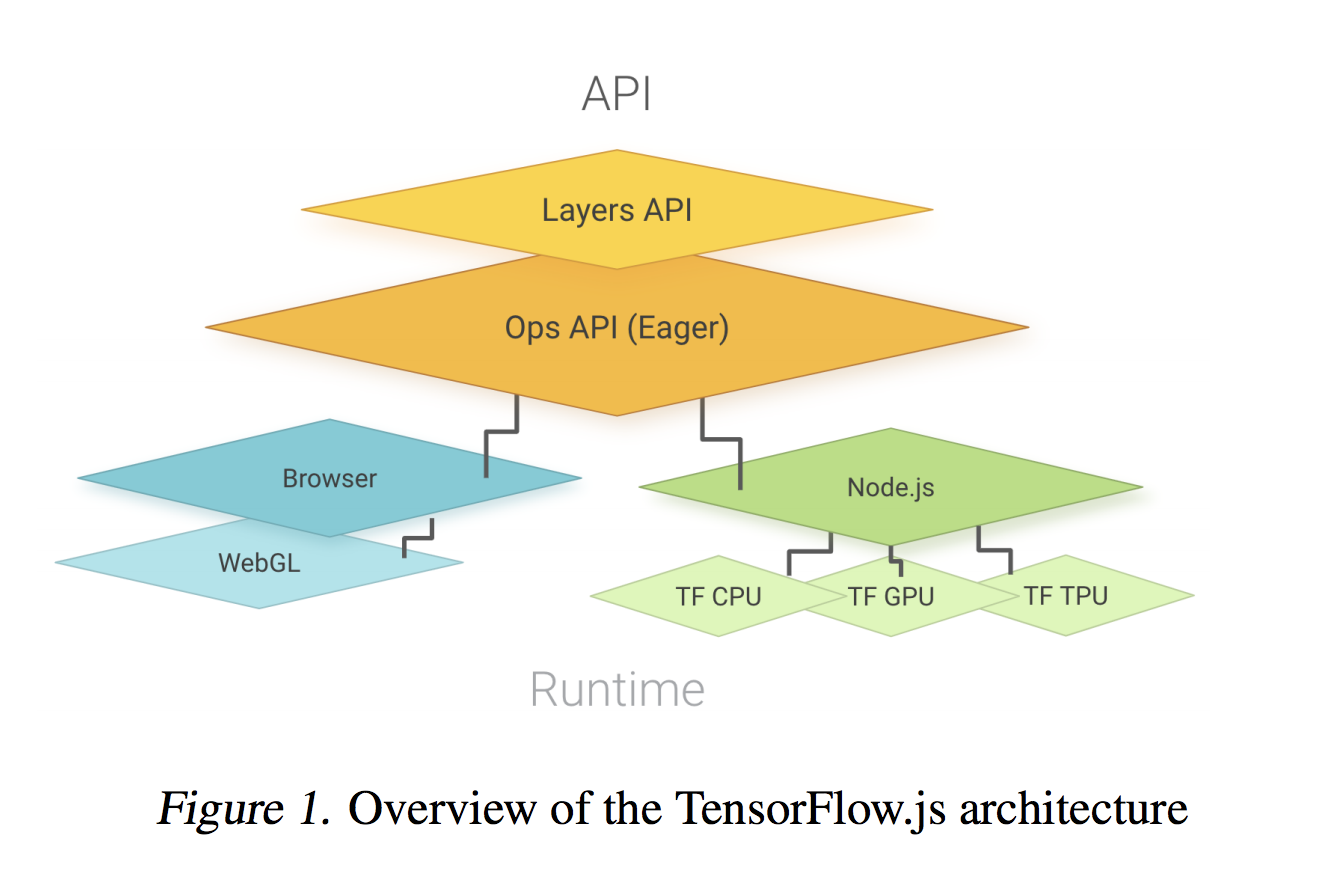 API
Layers API
Ops API (Eager)
Browser
Node.js
WebGL
TF CPU
TF GPU
TF TPU
Runtime
Figure 1. Overview of the TensorFlow.js architecture